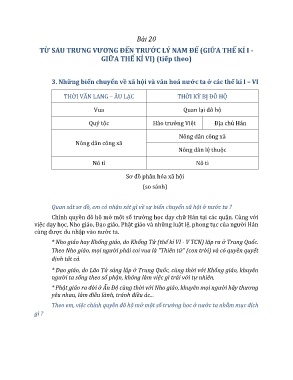 Bài 20
TỪ SAU TRƯNG VƯƠNG ĐẾN TRƯỚC LÝ NAM ĐẾ (GIỮA THẾ KỈ I -
GIỮA THẾ KỈ VI) (tiếp theo)
3. Những biến chuyển về xã hội và văn hoá nước ta ở các thế kỉ I – VI
THỜI VĂN LANG – ÂU LẠC THỜI KỲ BỊ ĐÔ HỘ
Vua Quan lại đô hộ
Quý tộc Hào trưởng Việt Địa chủ Hán
Nông dân công xã Nông dân công xã
Nông dân lệ thuộc
Nô tì Nô tì
Sơ đồ phân hóa xã hội
(so sánh)
Quan sát sơ đồ, em có nhận xét gì về sự biến chuyển xã hội ở nước ta ?
Chính quyền đô hộ mở một số trường học dạy chữ Hán tại các quận. Cùng với
việc dạy học, Nho giáo, Đạo giáo, Phật giáo và những luật lệ, phong tục của người Hán
cũng được du nhập vào nước ta.
* Nho giáo hay Khổng giáo, do Khổng Tử (thế kỉ VI - V TCN) lập ra ở Trung Quốc.
Theo Nho giáo, mọi người phải coi vua là "Thiên tử" (con trời) và có quyền quyết
định tất cả.
* Đạo giáo, do Lão Tử sáng lập ở Trung Quốc, cùng thời với Khổng giáo, khuyên
người ta sống theo số phận, không làm việc gì trái với tự nhiên.
* Phật giáo ra đời ở Ấn Độ cùng thời với Nho giáo, khuyên mọi người hãy thương
yêu nhau, làm điều lành, tránh điều ác...
Theo em, việc chính quyền đô hộ mở một số trường học ở nước ta nhằm mục đích
gì ?